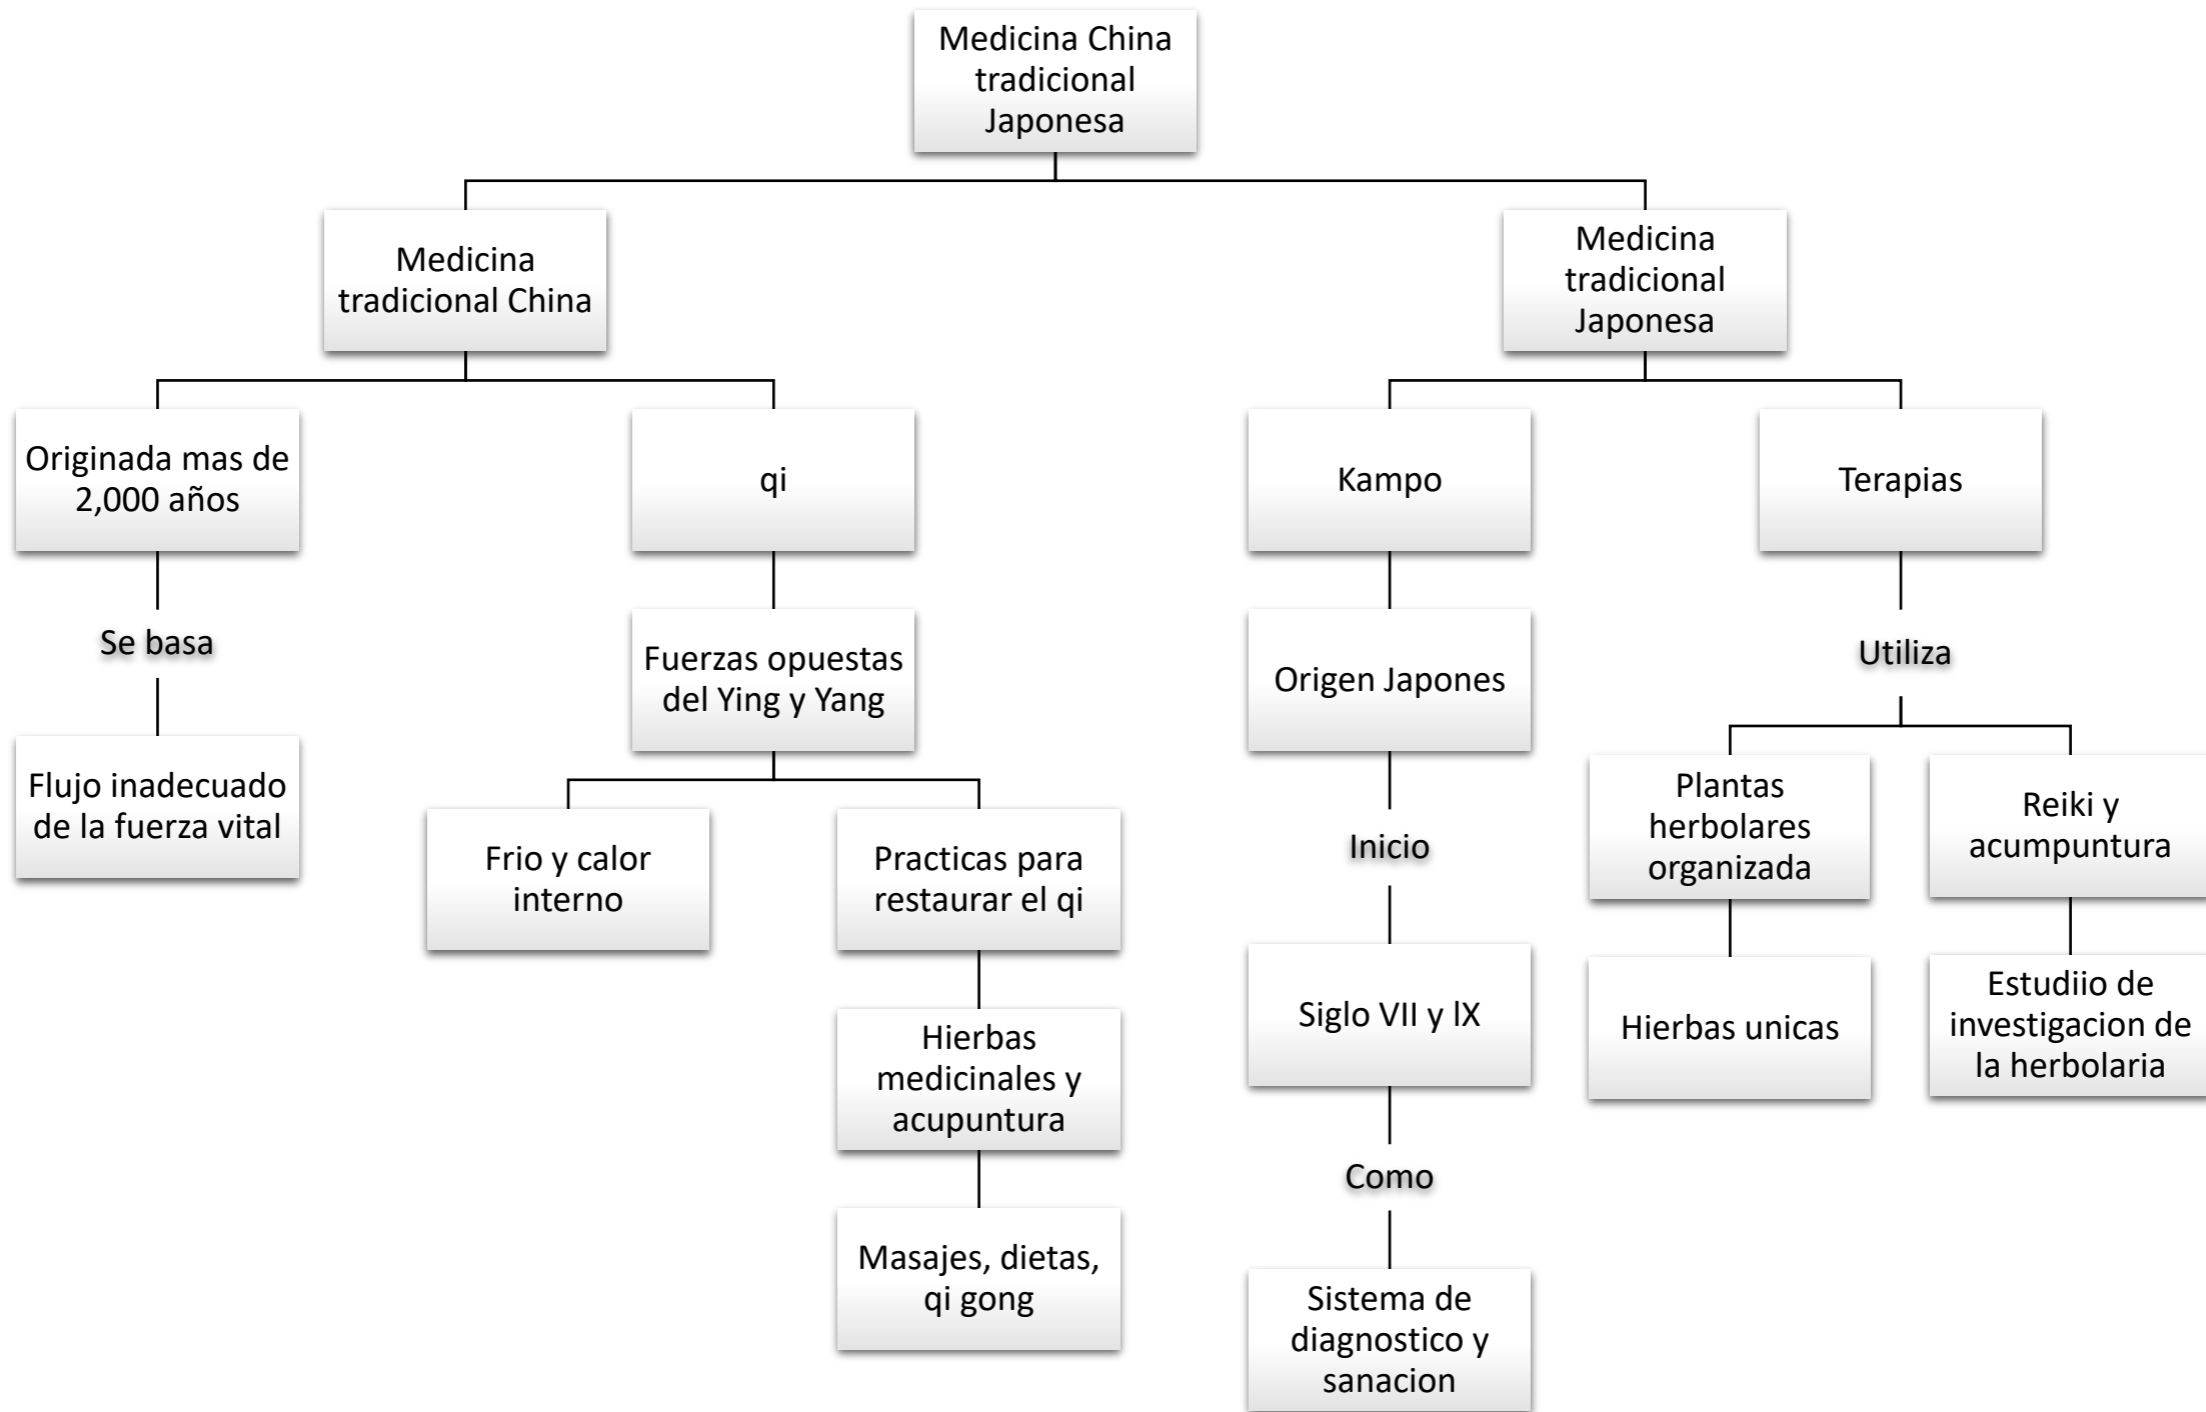 Medicina China
tradicional
Japonesa
Medicina
tradicional China
Medicina
tradicional
Japonesa
Originada mas de
2,000 años
qi
Kampo
Terapias
Se basa
Fuerzas opuestas
del Ying y Yang
Origen Japones
Utiliza
Flujo inadecuado
de la fuerza vital
Frio y calor
interno
Practicas para
restaurar el qi
Inicio
Plantas
herbolares
organizada
Reiki y
acumpuntura
Hierbas
medicinales y
acupuntura
Siglo VII y lX
Hierbas unicas
Estudiio de
investigacion de
la herbolaria
Como
Masajes, dietas,
qi gong
Sistema de
diagnostico y
sanacion